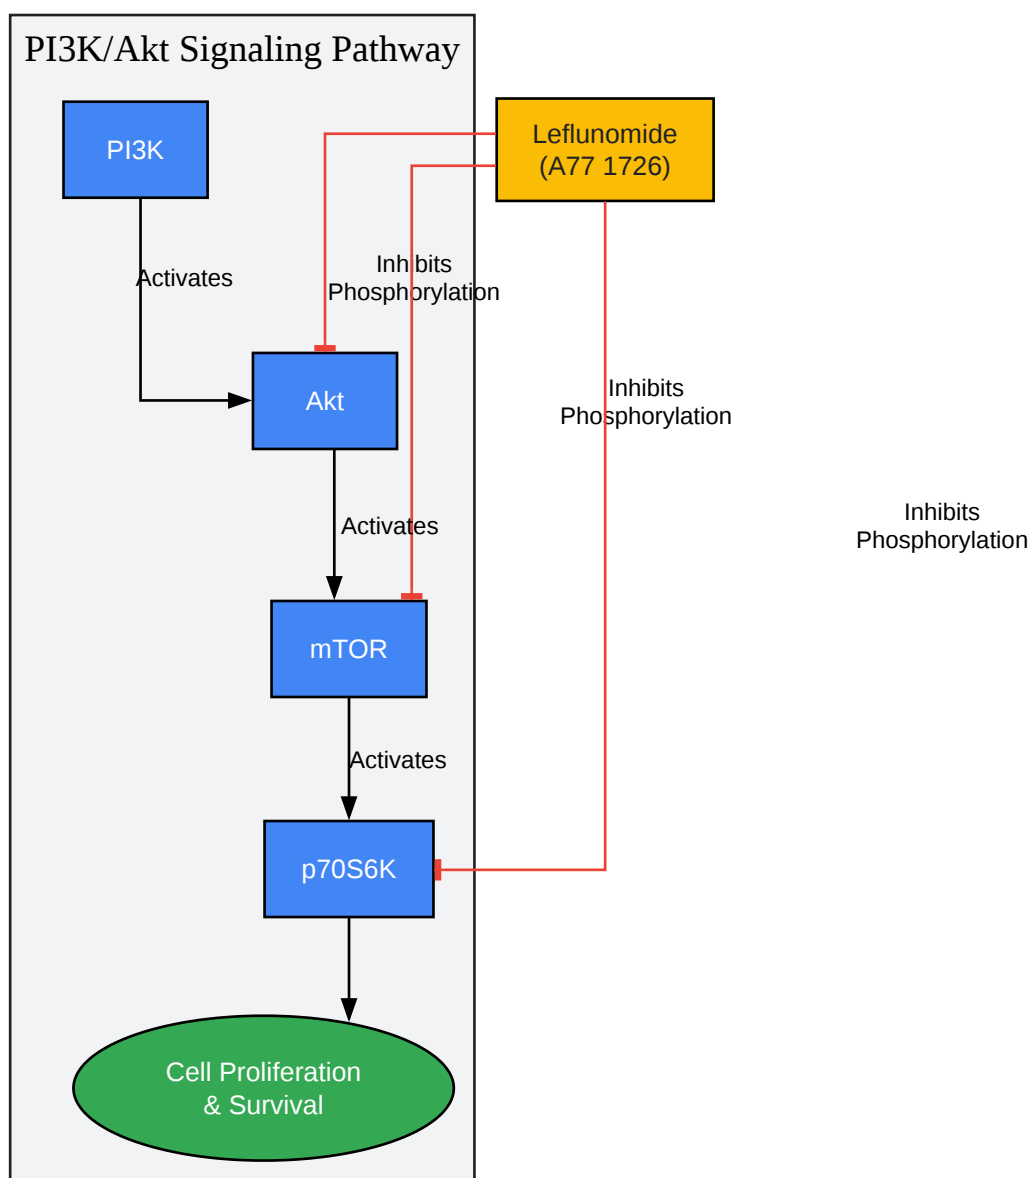 PI3K/Akt Signaling Pathway
PI3K
Leflunomide
(A77 1726)
Activates
Inhibits
Phosphorylation
Akt
Inhibits
Phosphorylation
Activates
Inhibits
Phosphorylation
mTOR
Activates
p70S6K
Cell Proliferation
& Survival